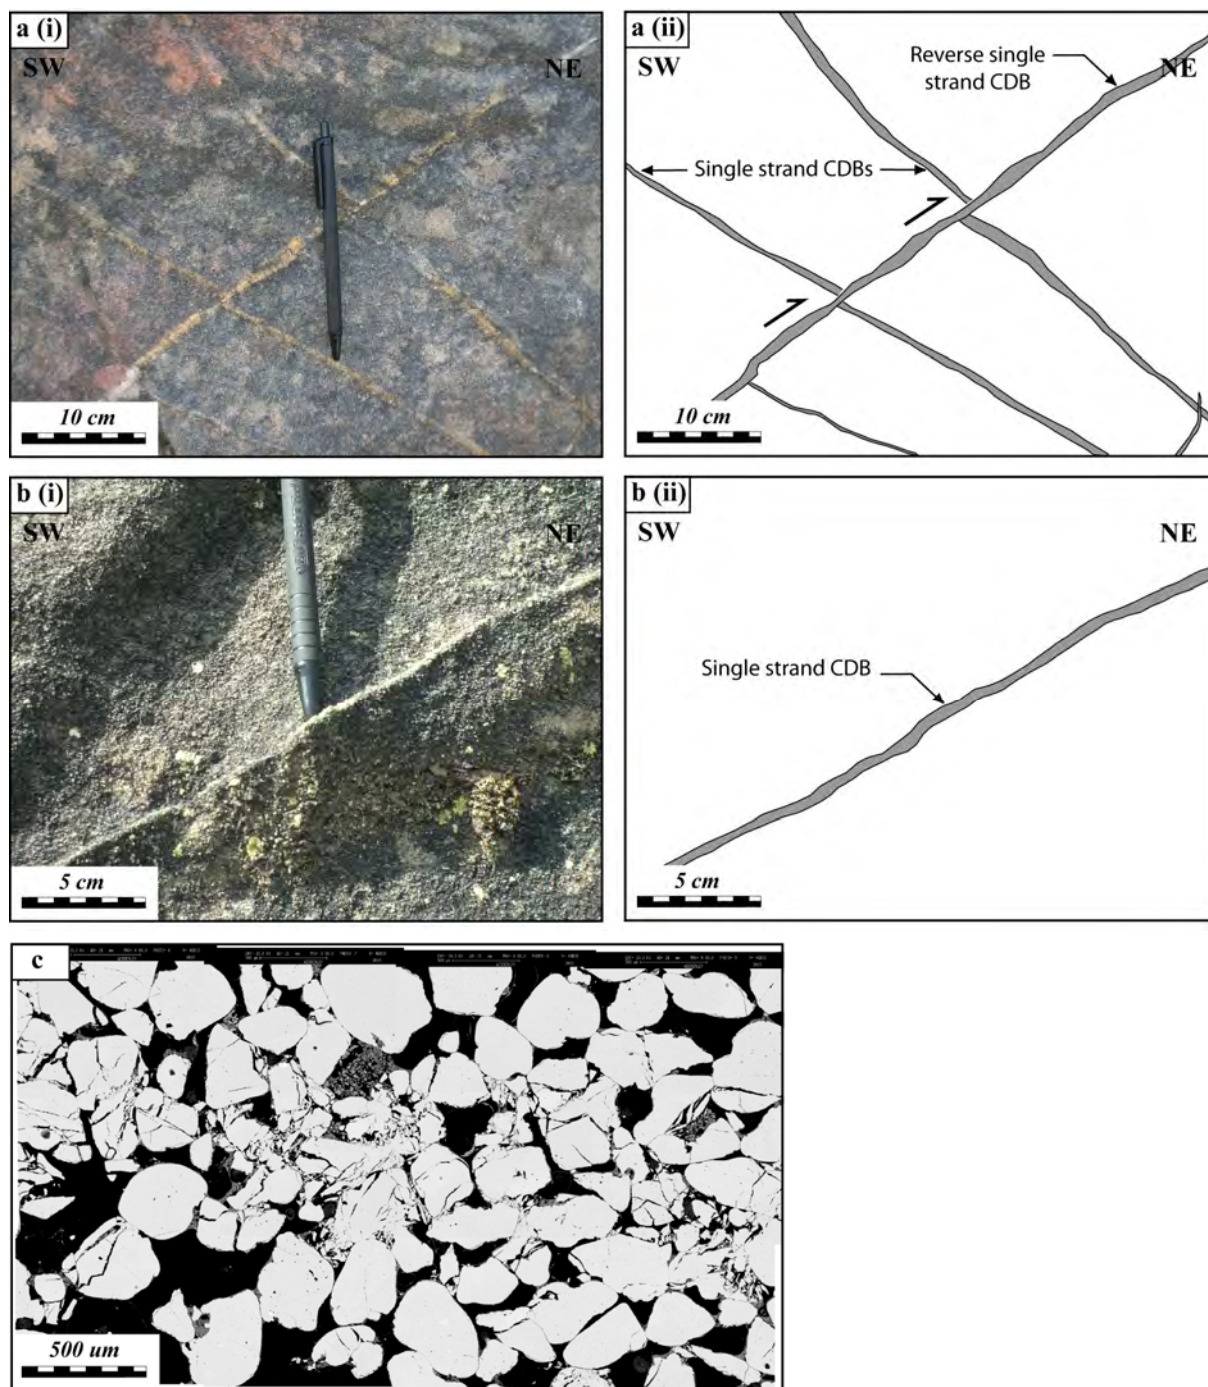 a (i)
SW
NE
10 cm
a (ii)
SW
NE
Reverse single
strand CDB
Single strand CDBs
10 cm
b (i)
SW
NE
5 cm
b (ii)
SW
NE
Single strand CDB
5 cm
c
500 um